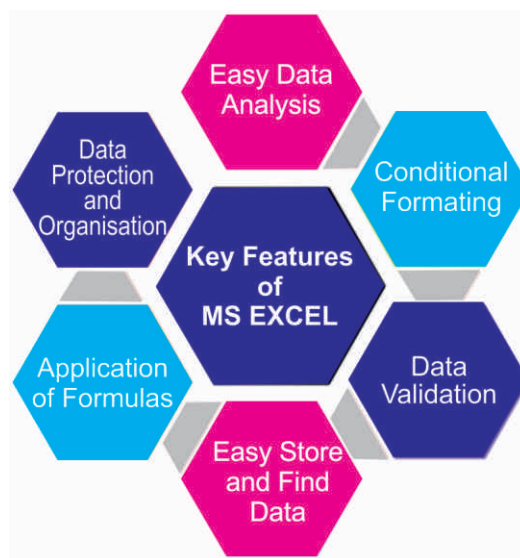 Easy Data
Analysis
Conditional
Formating
Data
Validation
Easy Store
and Find
Data
Application
of Formulas
Data
Protection
and
Organisation
Key Features
of
MS EXCEL